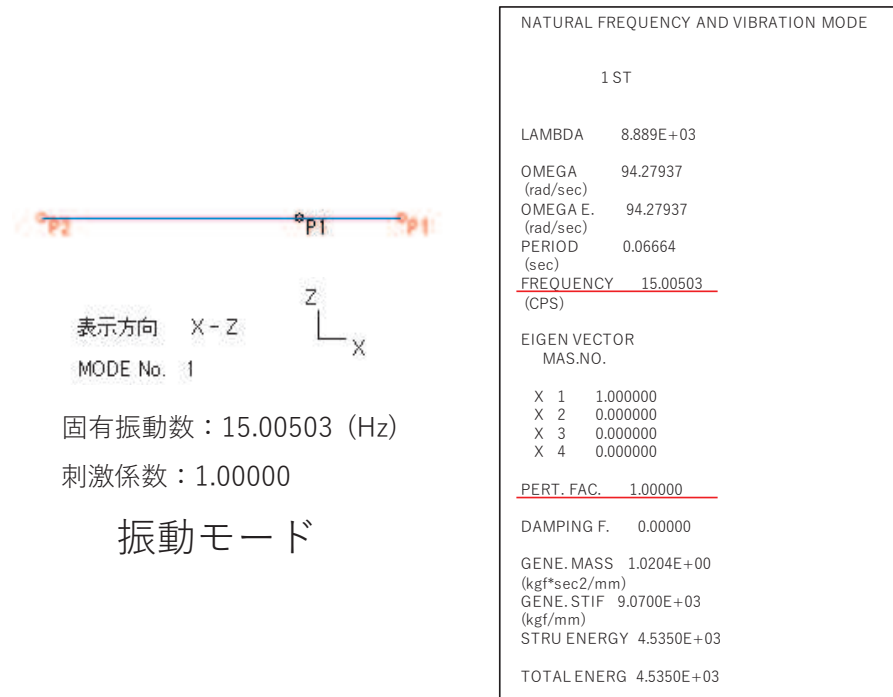 P2
P1
P1
Z
X
表示方向 X-Z
MODE No. 1
固有振動数：15.00503 (Hz)
刺激係数：1.00000
振動モード
NATURAL FREQUENCY AND VIBRATION MODE
1 ST
LAMBDA 8.889E+03
OMEGA 94.27937
(rad/sec)
OMEGA E. 94.27937
(rad/sec)
PERIOD 0.06664
(sec)
FREQUENCY 15.00503
(CPS)
EIGEN VECTOR
MAS.NO.
X 1 1.000000
X 2 0.000000
X 3 0.000000
X 4 0.000000
PERT. FAC. 1.00000
DAMPING F. 0.00000
GENE. MASS 1.0204E+00
(kgf*sec2/mm)
GENE. STIF 9.0700E+03
(kgf/mm)
STRU ENERGY 4.5350E+03
TOTAL ENERG 4.5350E+03